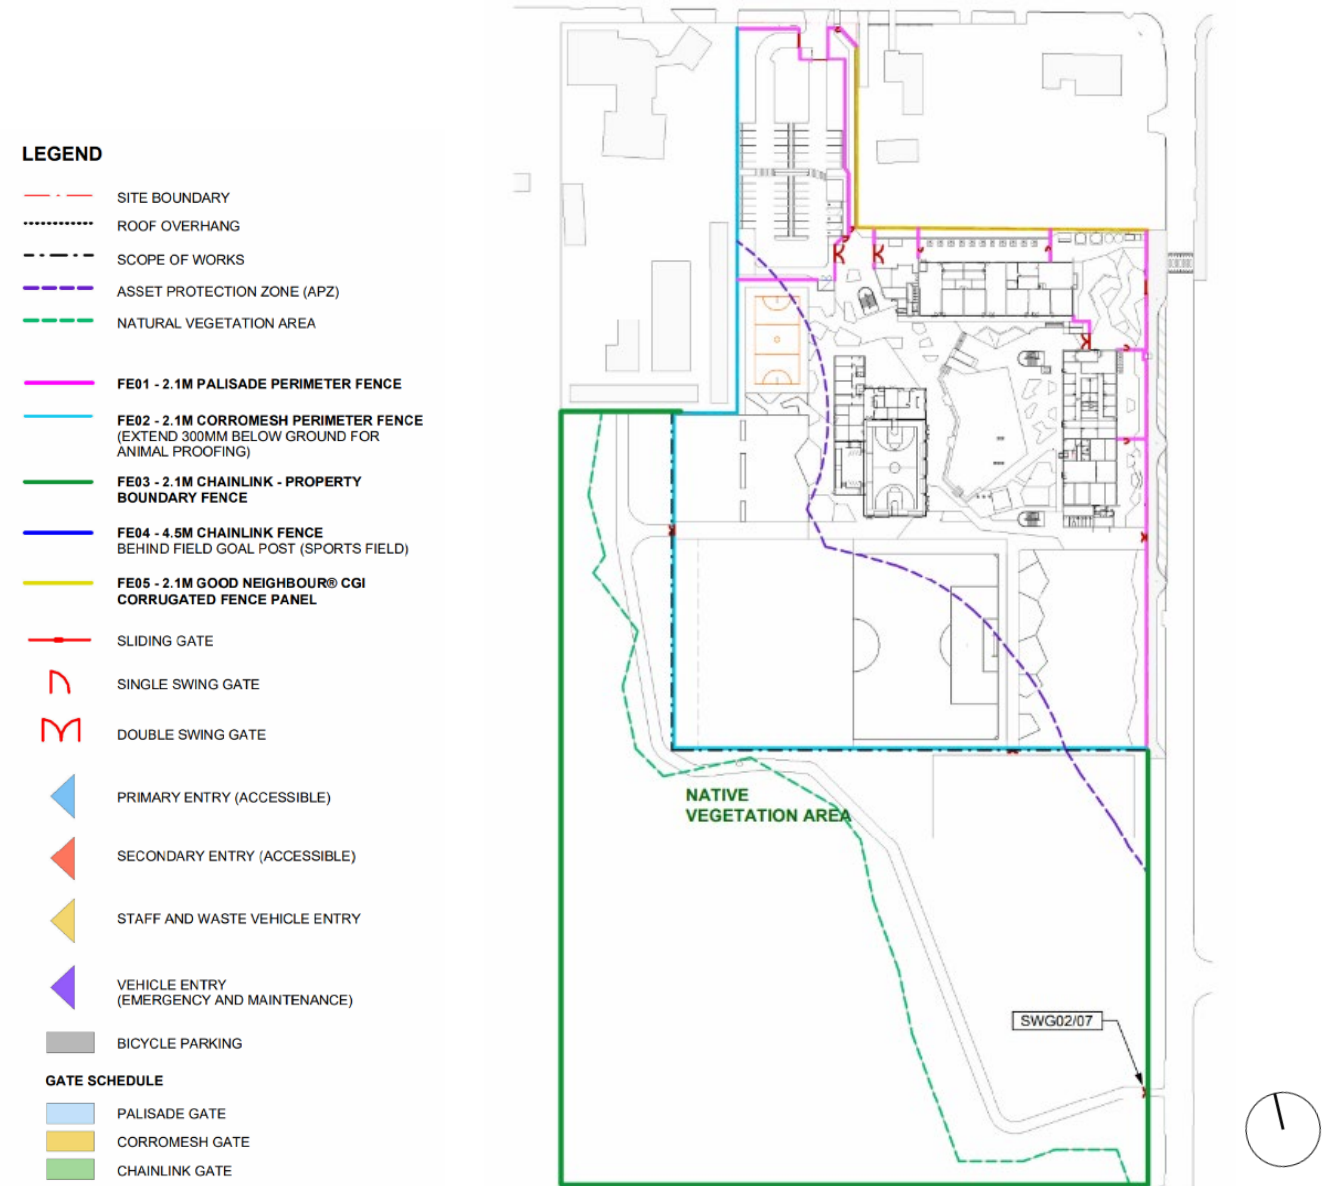 LEGEND
SITE BOUNDARY
ROOF OVERHANG
SCOPE OF WORKS
ASSET PROTECTION ZONE (APZ)
NATURAL VEGETATION AREA
FE01 - 2.1M PALISADE PERIMETER FENCE
FE02 - 2.1M CORROMESH PERIMETER FENCE
(EXTEND 300MM BELOW GROUND FOR
ANIMAL PROOFING)
FE03 - 2.1M CHAINLINK - PROPERTY
BOUNDARY FENCE
FE04 - 4.5M CHAINLINK FENCE
BEHIND FIELD GOAL POST (SPORTS FIELD)
FE05 - 2.1M GOOD NEIGHBOUR® CGI
CORRUGATED FENCE PANEL
SLIDING GATE
SINGLE SWING GATE
DOUBLE SWING GATE
PRIMARY ENTRY (ACCESSIBLE)
SECONDARY ENTRY (ACCESSIBLE)
STAFF AND WASTE VEHICLE ENTRY
VEHICLE ENTRY
(EMERGENCY AND MAINTENANCE)
BICYCLE PARKING
GATE SCHEDULE
PALISADE GATE
CORROMESH GATE
CHAINLINK GATE
NATIVE
VEGETATION AREA
SWG02/07